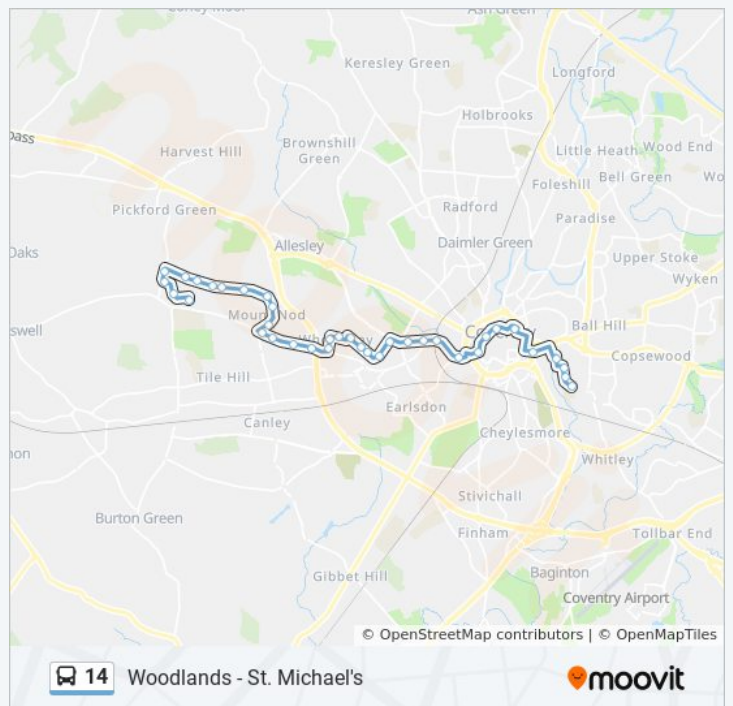 Ash Green
Keresley Green
Longford
Holbrooks
pass
Brownshill
Green
Harvest Hill
Little Heath
Wood End
Bell Green
Foleshill
Pickford Green
Radford
Paradise
Allesley
Daimler Green
Oaks
Upper Stoke
Wyken
Mount Nod
Ball Hill
swell
Copsewood
Tile Hill
Earlsdon
Canley
Cheylesmore
non
Whitley
Stivichall
Burton Green
Finham
Tollbar End
Gibbet Hill
Baginton
Coventry Airport
© OpenStreetMap contributors | © OpenMapTiles
14 Woodlands - St. Michael's
moovit